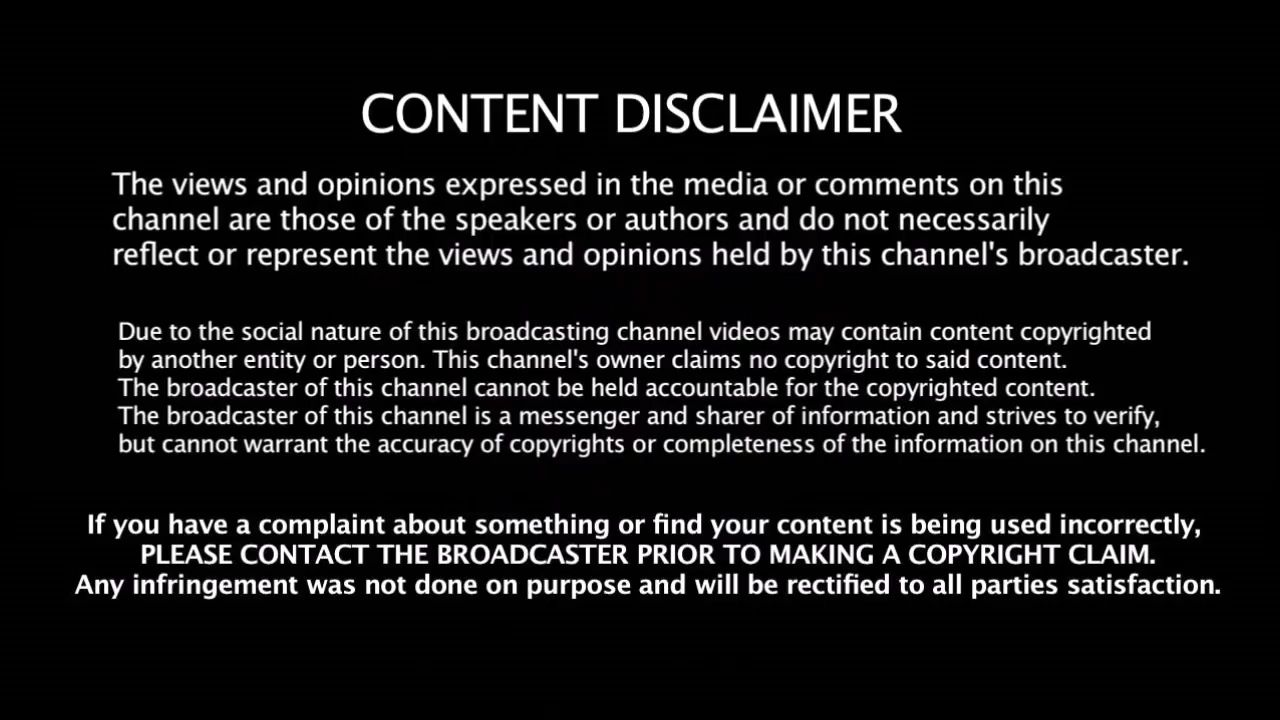 CONTENT DISCLAIMER
The views and opinions expressed in the media or comments on this
channel are those of the speakers or authors and do not necessarily
reflect or represent the views and opinions held by this channel's broadcaster.
Due to the social nature of this broadcasting channel videos may contain content copyrighted
by another entity or person. This channel's owner claims no copyright to said content.
The broadcaster of this channel cannot be held accountable for the copyrighted content.
The broadcaster of this channel is a messenger and sharer of information and strives to verify,
but cannot warrant the accuracy of copyrights or completeness of the information on this channel.
If you have a complaint about something or find your content is being used incorrectly,
PLEASE CONTACT THE BROADCASTER PRIOR TO MAKING A COPYRIGHT CLAIM.
Any infringement was not done on purpose and will be rectified to all parties satisfaction.